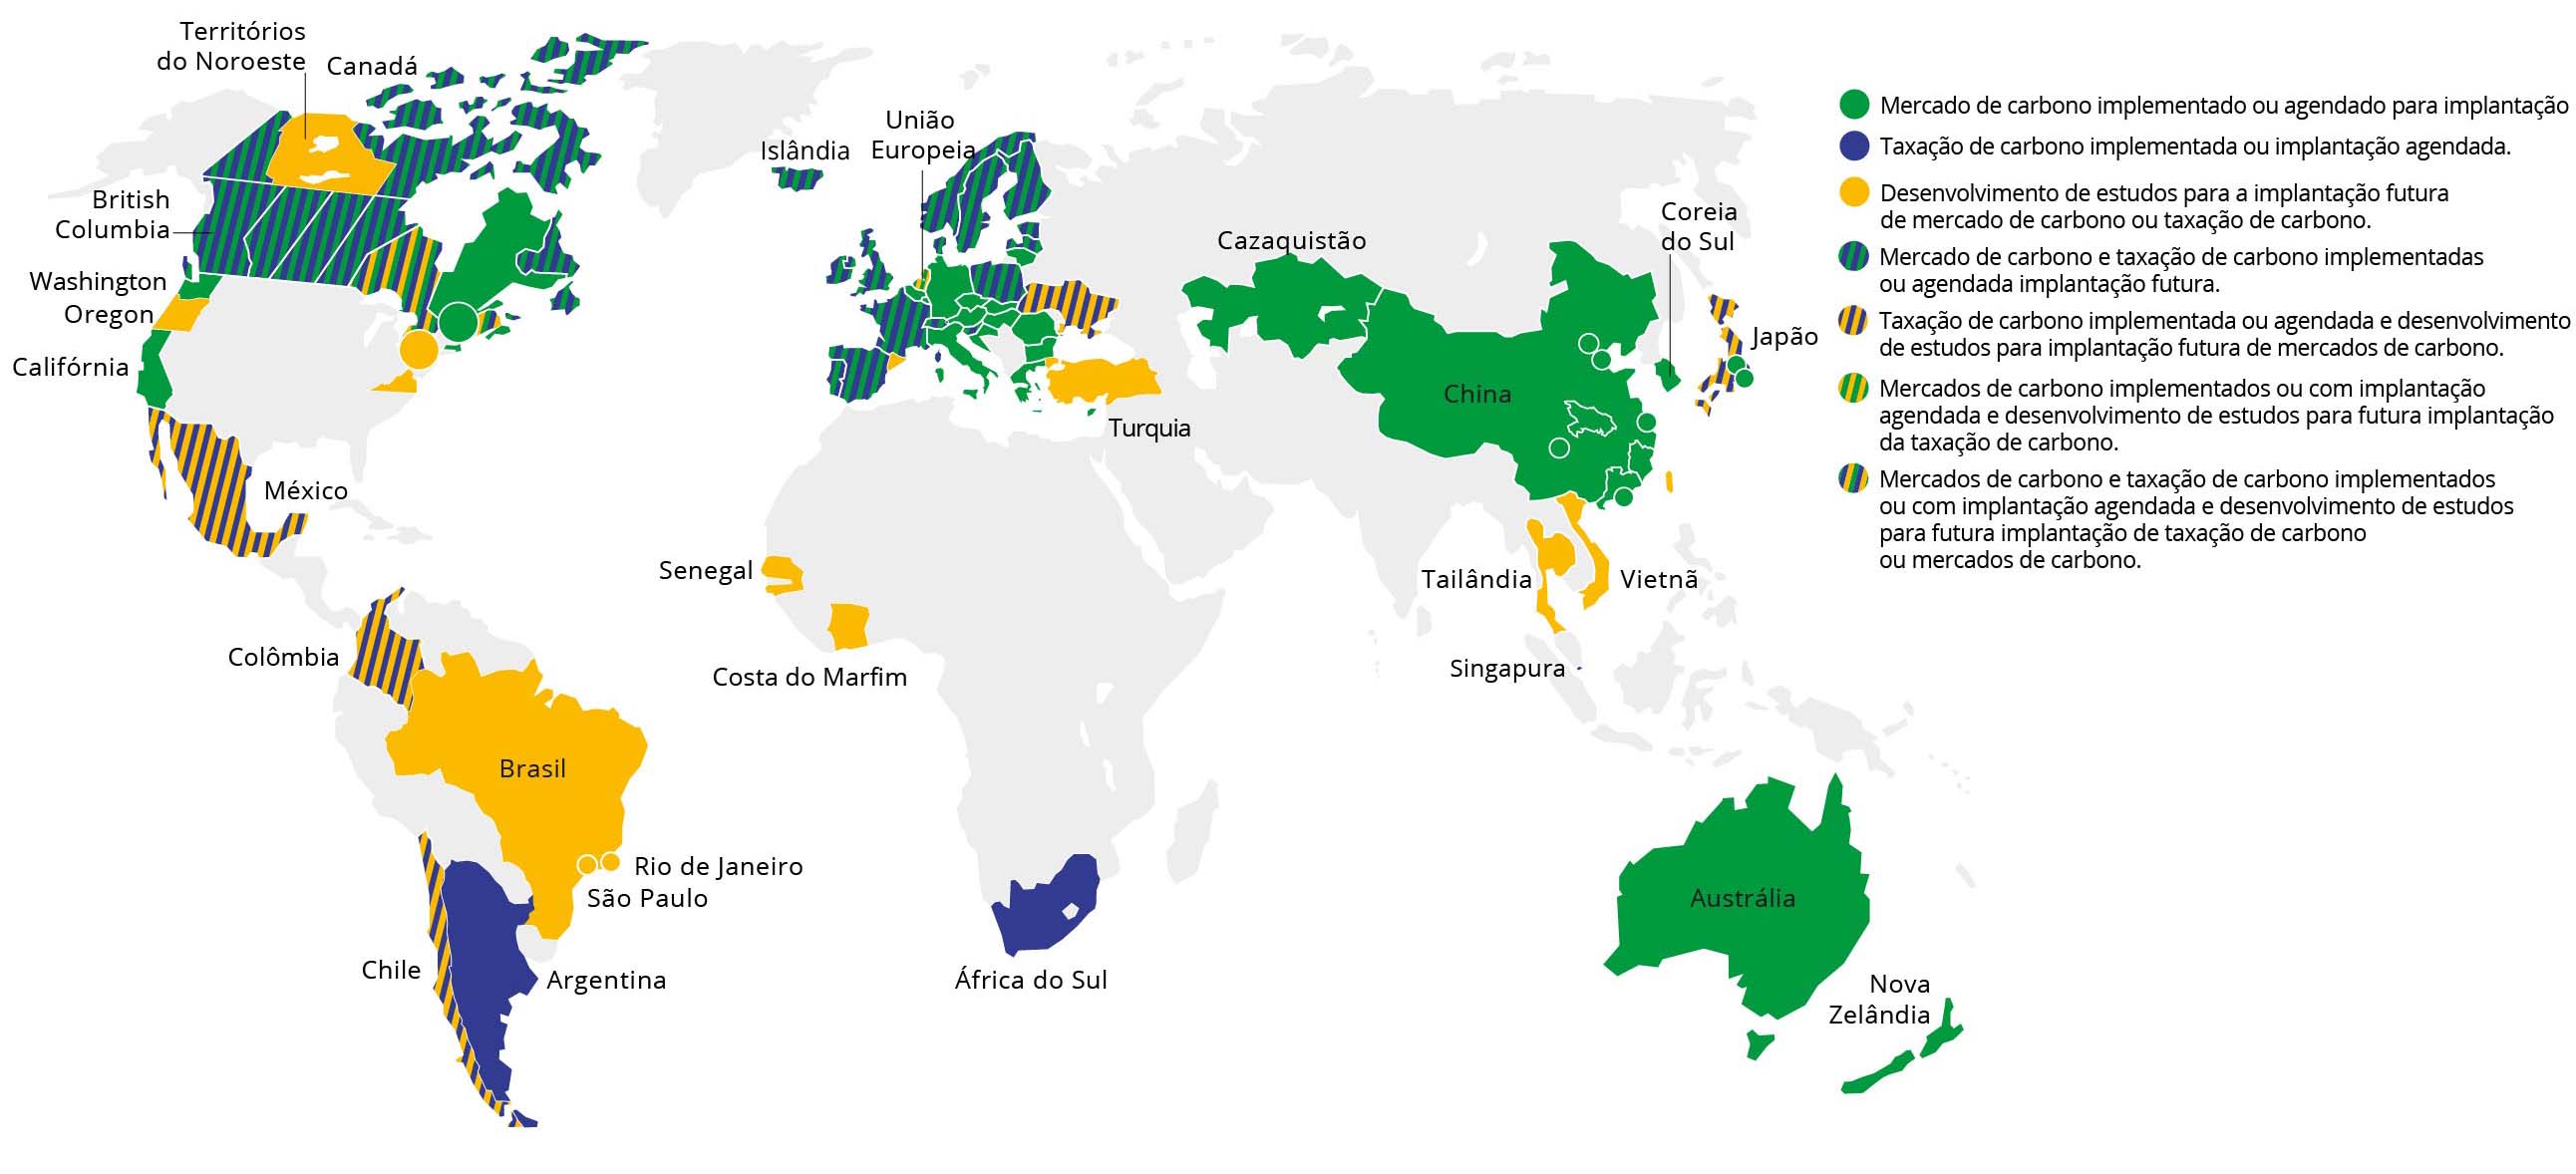 Territórios
do Noroeste
Canadá
British
Columbia
Washington
Oregon
Califórnia
México
Colômbia
Brasil
Rio de Janeiro
São Paulo
Chile
Argentina
Islândia
União
Europeia
Cazaquistão
Coreia
do Sul
Japão
China
Turquia
Senegal
Costa do Marfim
Tailândia
Vietnã
Singapura
África do Sul
Austrália
Nova
Zelândia
Mercado de carbono implementado ou agendado para implantação
Taxação de carbono implementada ou implantação agendada.
Desenvolvimento de estudos para a implantação futura
de mercado de carbono ou taxação de carbono.
Mercado de carbono e taxação de carbono implementadas
ou agendada implantação futura.
Taxação de carbono implementada ou agendada e desenvolvimento
de estudos para implantação futura de mercados de carbono.
Mercados de carbono implementados ou com implantação
agendada e desenvolvimento de estudos para futura implantação
da taxação de carbono.
Mercados de carbono e taxação de carbono implementados
ou com implantação agendada e desenvolvimento de estudos
para futura implantação de taxação de carbono
ou mercados de carbono.